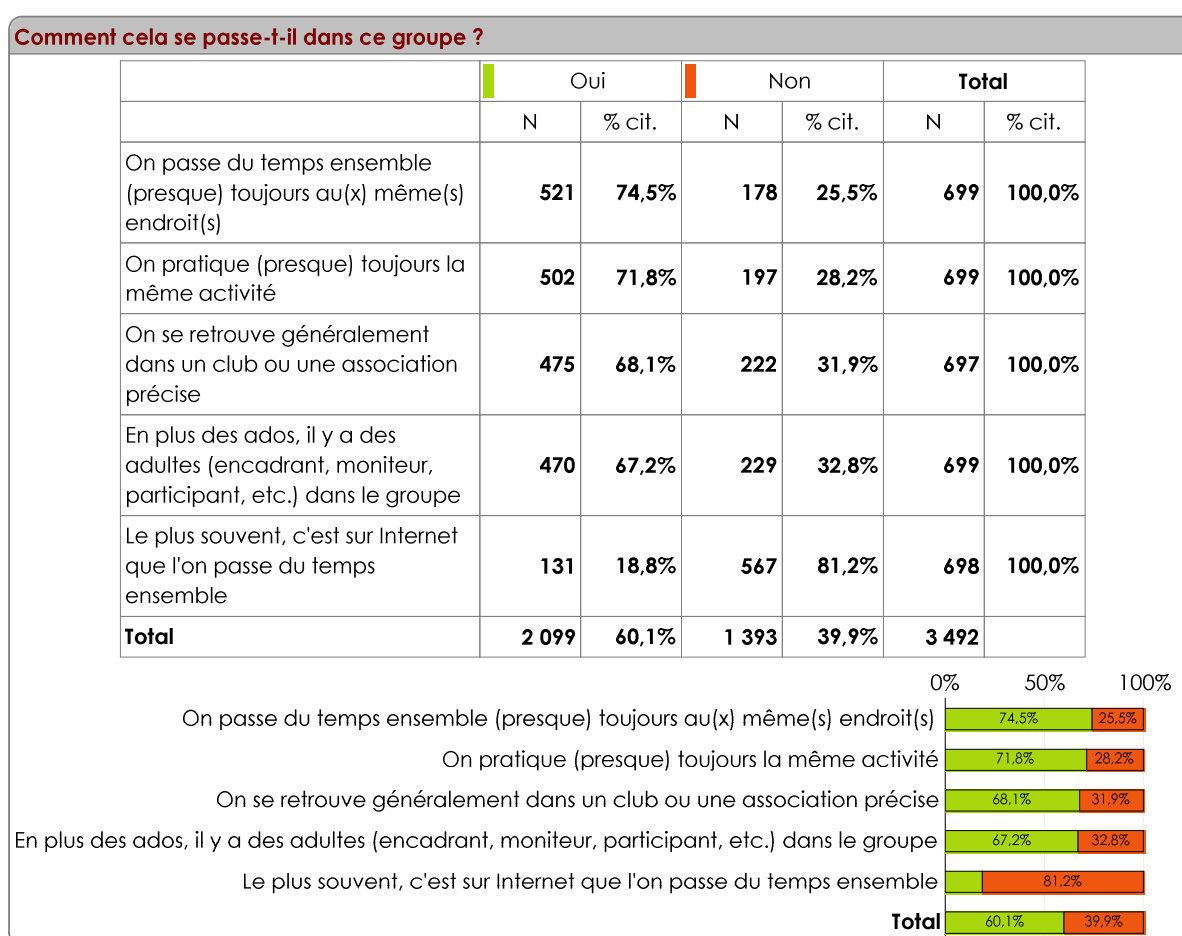 Comment cela se passe-t-il dans ce groupe ?
Oui Non Total
N % cit. N % cit. N % cit.
On passe du temps ensemble
(presque) toujours au(x) même(s)
endroit(s)
521 74,5% 178 25,5% 699 100,0%
On pratique (presque) toujours la
même activité
502 71,8% 197 28,2% 699 100,0%
On se retrouve généralement
dans un club ou une association
précise
475 68,1% 222 31,9% 697 100,0%
En plus des ados, il y a des
adultes (encadrant, moniteur,
participant, etc.) dans le groupe
470 67,2% 229 32,8% 699 100,0%
Le plus souvent, c'est sur Internet
que l'on passe du temps
ensemble
131 18,8% 567 81,2% 698 100,0%
Total 2 099 60,1% 1 393 39,9% 3 492
0% 50% 100%
On passe du temps ensemble (presque) toujours au(x) même(s) endroit(s) 74,5% 25,5%
On pratique (presque) toujours la même activité 71,8% 28,2%
On se retrouve généralement dans un club ou une association précise 68,1% 31,9%
En plus des ados, il y a des adultes (encadrant, moniteur, participant, etc.) dans le groupe 67,2% 32,8%
Le plus souvent, c'est sur Internet que l'on passe du temps ensemble 81,2%
Total 60,1% 39,9%